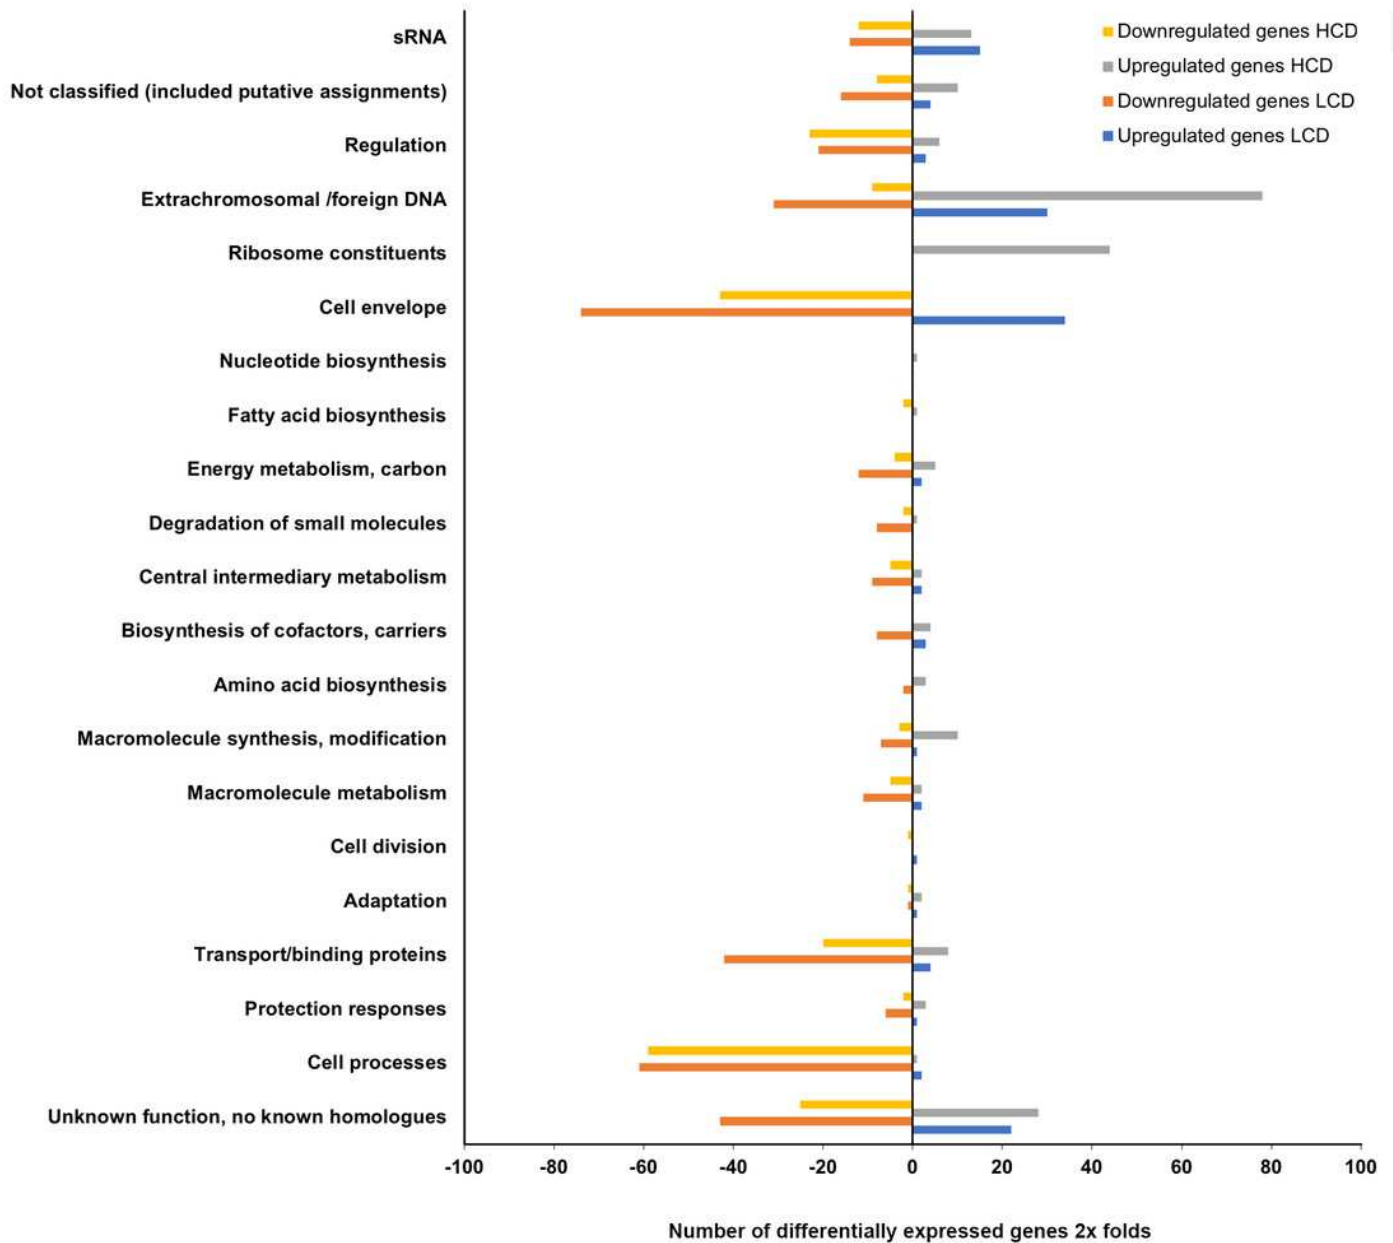 sRNA
Not classified (included putative assignments)
Regulation
Extrachromosomal /foreign DNA
Ribosome constituents
Cell envelope
Nucleotide biosynthesis
Fatty acid biosynthesis
Energy metabolism, carbon
Degradation of small molecules
Central intermediary metabolism
Biosynthesis of cofactors, carriers
Amino acid biosynthesis
Macromolecule synthesis, modification
Macromolecule metabolism
Cell division
Adaptation
Transport/binding proteins
Protection responses
Cell processes
Unknown function, no known homologues
Downregulated genes HCD
Upregulated genes HCD
Downregulated genes LCD
Upregulated genes LCD
-100 -80 -60 -40 -20 0 20 40 60 80 100
Number of differentially expressed genes 2x folds